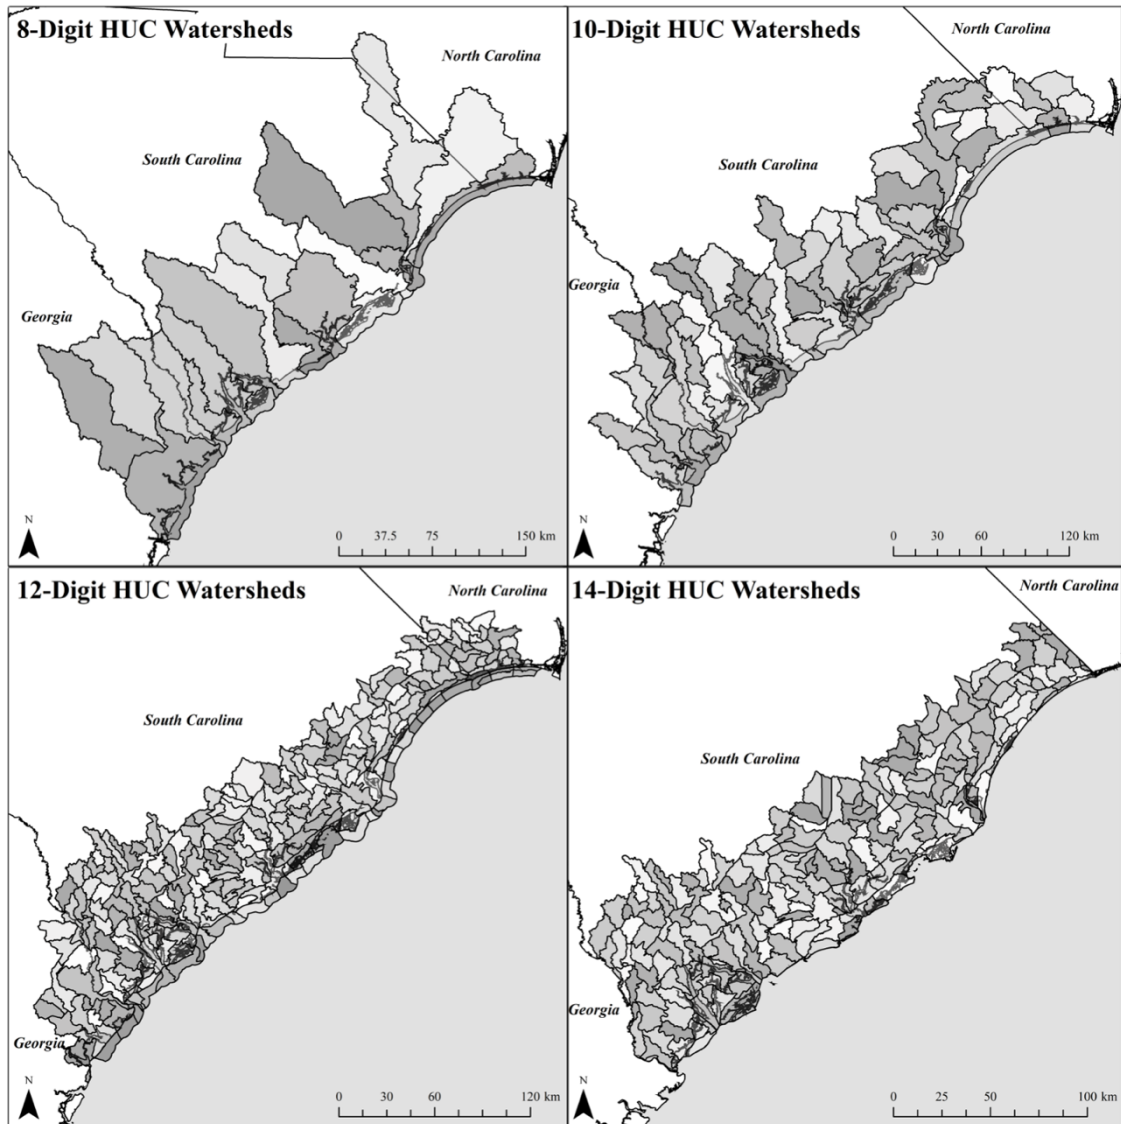 8-Digit HUC Watersheds
North Carolina
South Carolina
Georgia
N
0 37.5 75 150 km
10-Digit HUC Watersheds
North Carolina
South Carolina
Georgia
N
0 30 60 120 km
12-Digit HUC Watersheds
North Carolina
South Carolina
Georgia
N
0 30 60 120 km
14-Digit HUC Watersheds
North Carolina
South Carolina
Georgia
N
0 25 50 100 km